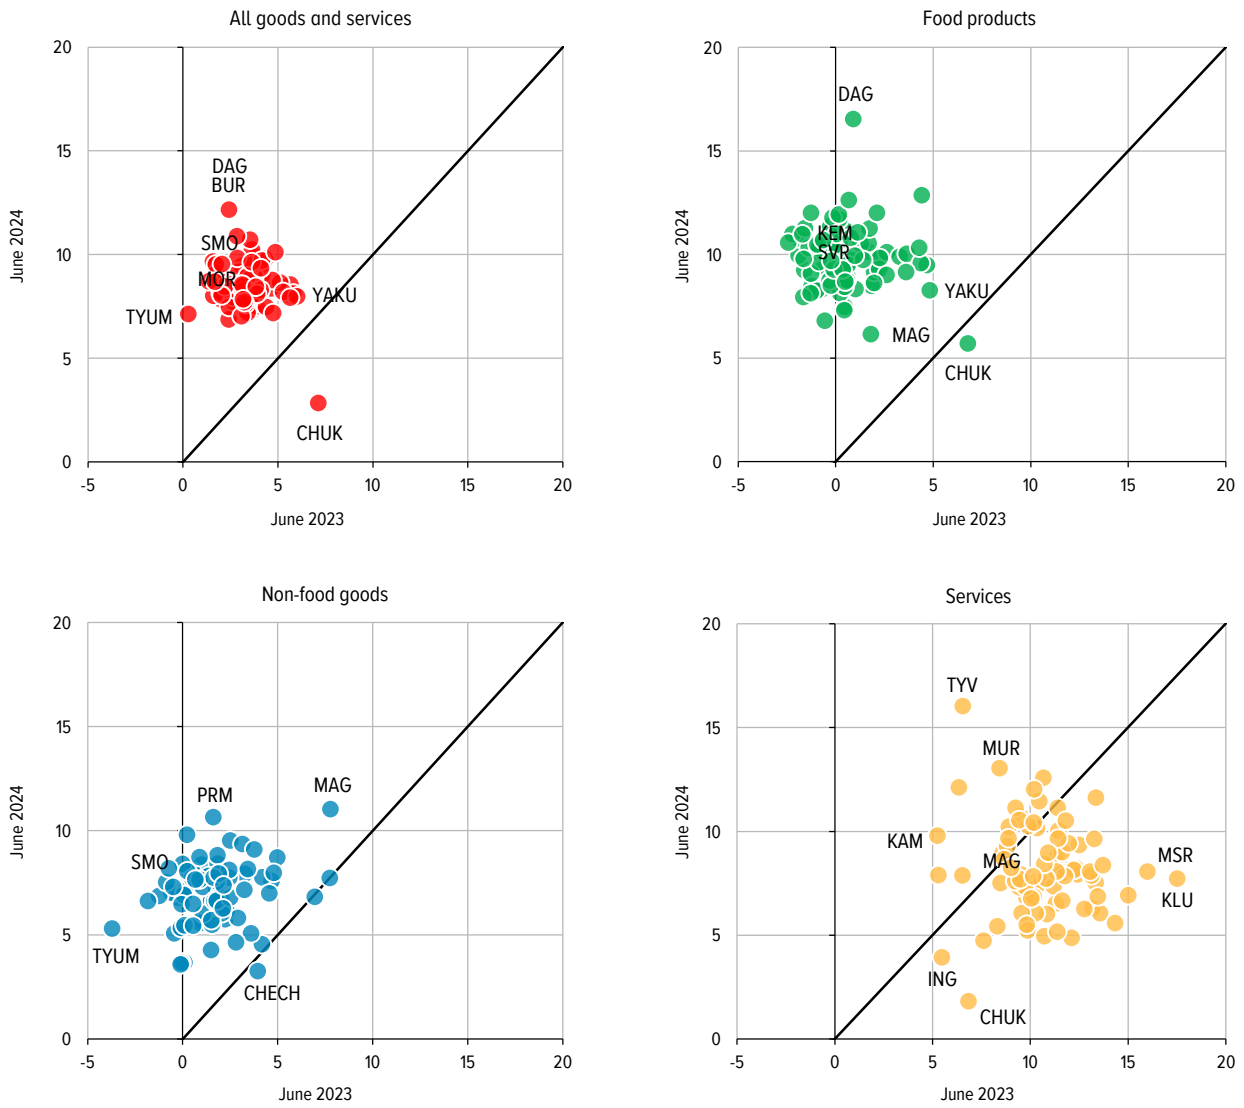 All goods and services
20
15
10
5
0
-5
0
5
10
15
20
June 2024
June 2023
DAG
BUR
SMO
MOR
TYUM
YAKU
CHUK
Food products
20
15
10
5
0
-5
0
5
10
15
20
June 2024
June 2023
DAG
KEM
SVR
YAKU
MAG
CHUK
Non-food goods
20
15
10
5
0
-5
0
5
10
15
20
June 2024
June 2023
MAG
PRM
SMO
TYUM
CHECH
Services
20
15
10
5
0
-5
0
5
10
15
20
June 2024
June 2023
TYV
MUR
KAM
MAG
MSR
KLU
ING
CHUK